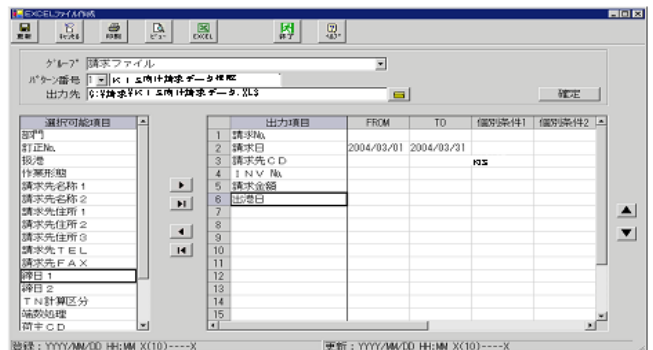 EXCELファイル作成
更新 キャンセル 印刷 ビュー EXCEL 終了 ヘルプ
グループ 請求ファイル
パターン番号 1 KIS向け請求データ
出力先 G:¥請求¥KIS向け請求データ.XLS 確定
選択可能項目
部門
訂正No.
扱港
作業形態
請求先名称1
請求先名称2
請求先住所1
請求先住所2
請求先住所3
請求先TEL
請求先FAX
締日1
締日2
TN計算区分
端数処理
荷主CD
出力項目 FROM TO 個別条件1 個別条件2
1 請求No.
2 請求日 2004/03/01 2004/03/31
3 請求先CD KIS
4 INV No.
5 請求金額
6 出港日
7
8
9
10
11
12
13
14
15
登録:YYYY/MM/DD HH:MM X(10)----X 更新:YYYY/MM/DD HH:MM X(10)----X